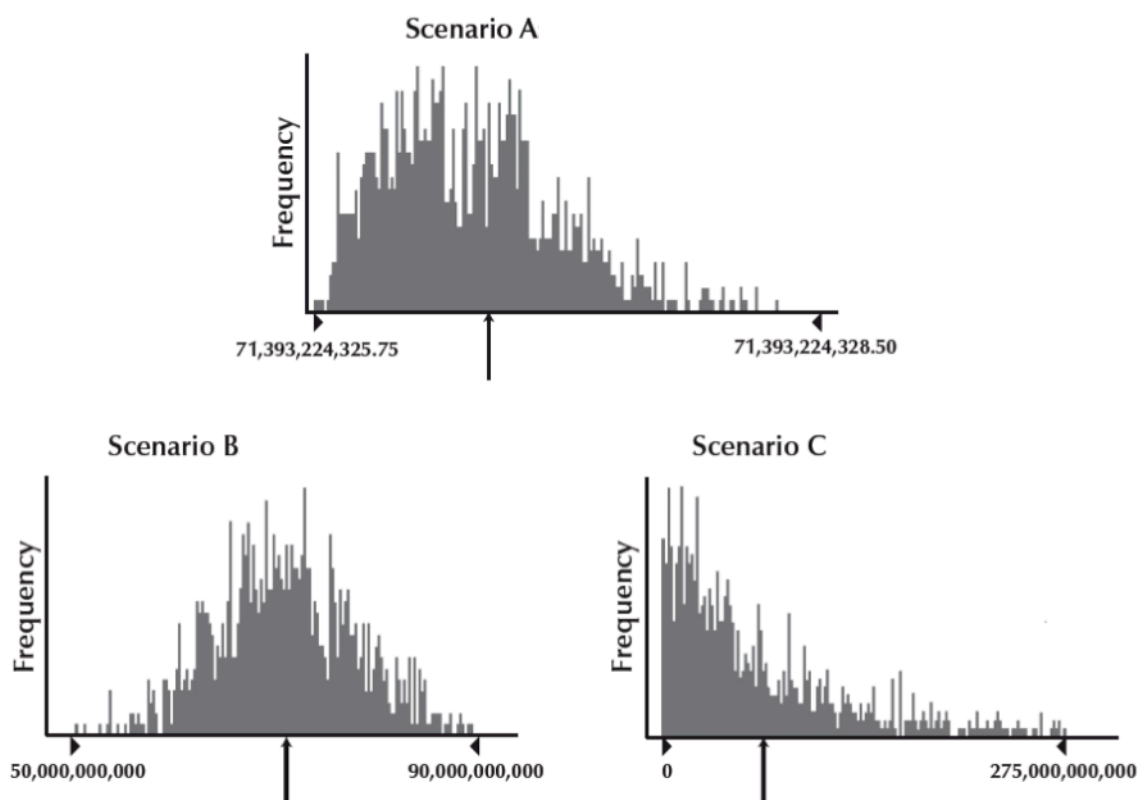 Scenario A
Frequency
71,393,224,325.75
71,393,224,328.50
Scenario B
Scenario C
Frequency
Frequency
50,000,000,000
90,000,000,000
0
275,000,000,000